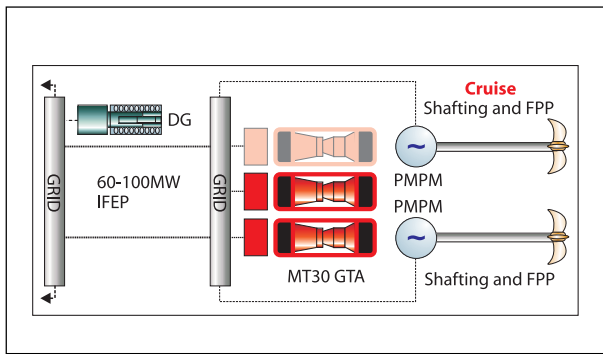 Cruise
Shafting and FPP
DG
~
GRID
60-100MW
IFEP
GRID
PMPM
PMPM
~
MT30 GTA
Shafting and FPP